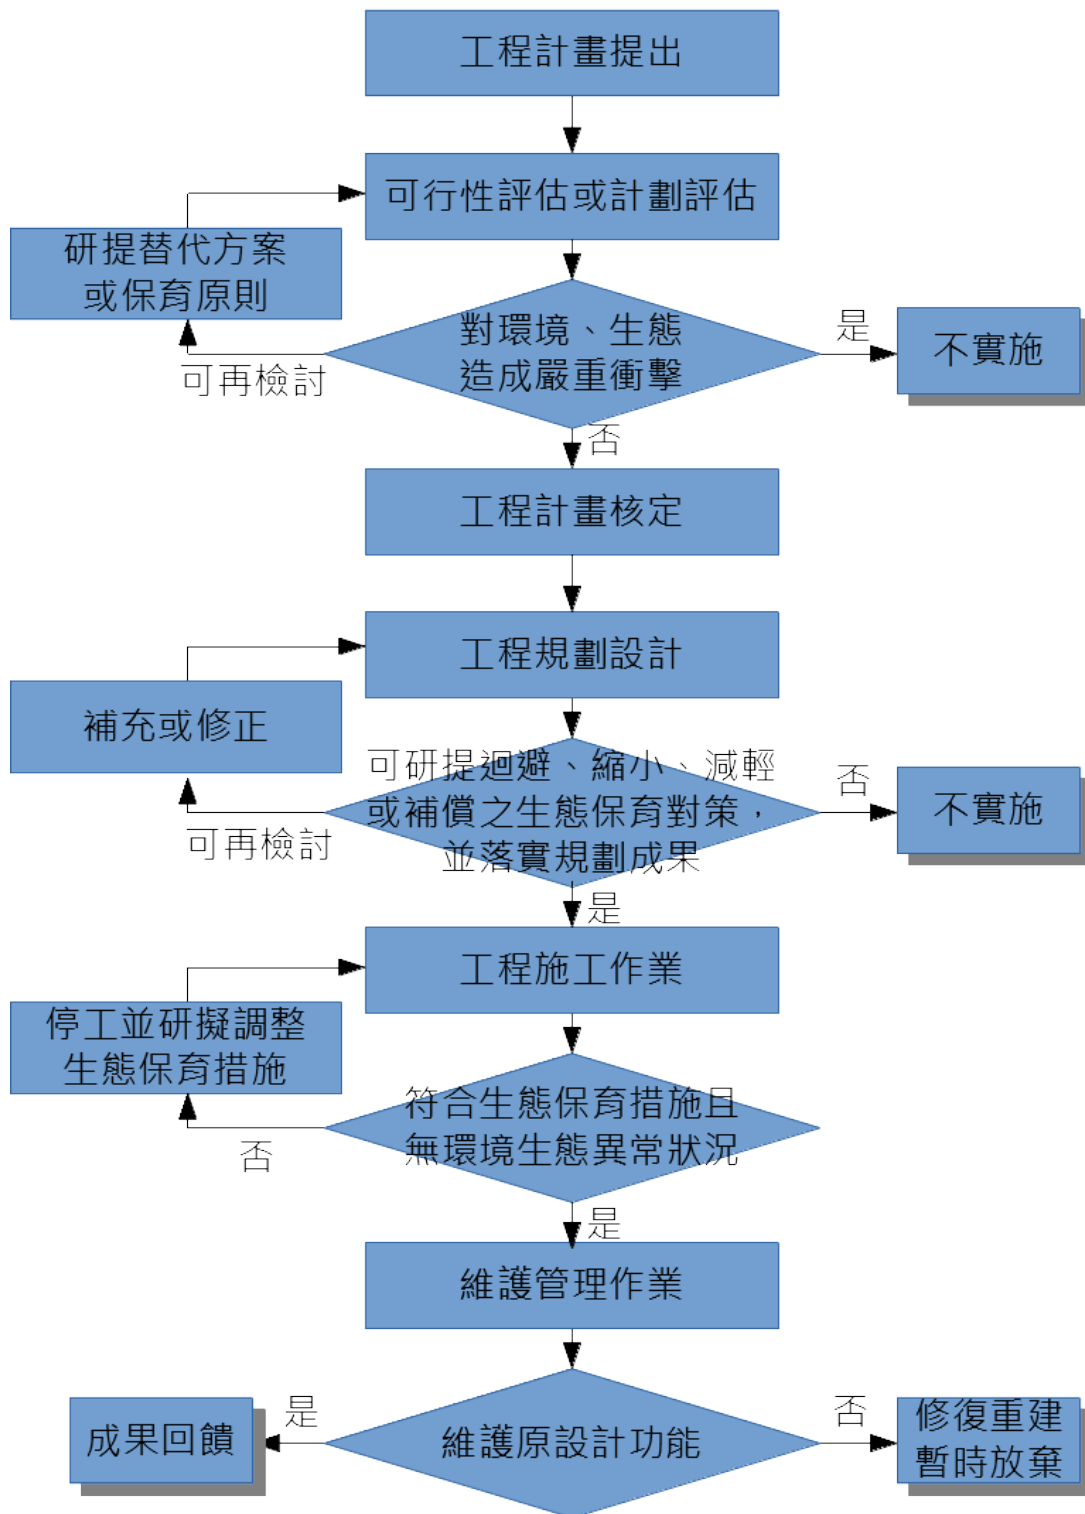 工程計畫提出
可行性評估或計劃評估
研提替代方案
或保育原則
對環境、生態
造成嚴重衝擊
是
不實施
可再檢討
否
工程計畫核定
工程規劃設計
補充或修正
可研提迴避、縮小、減輕
或補償之生態保育對策，
並落實規劃成果
否
不實施
可再檢討
是
工程施工作業
停工並研擬調整
生態保育措施
符合生態保育措施且
無環境生態異常狀況
否
是
維護管理作業
成果回饋
是
維護原設計功能
否
修復重建
暫時放棄